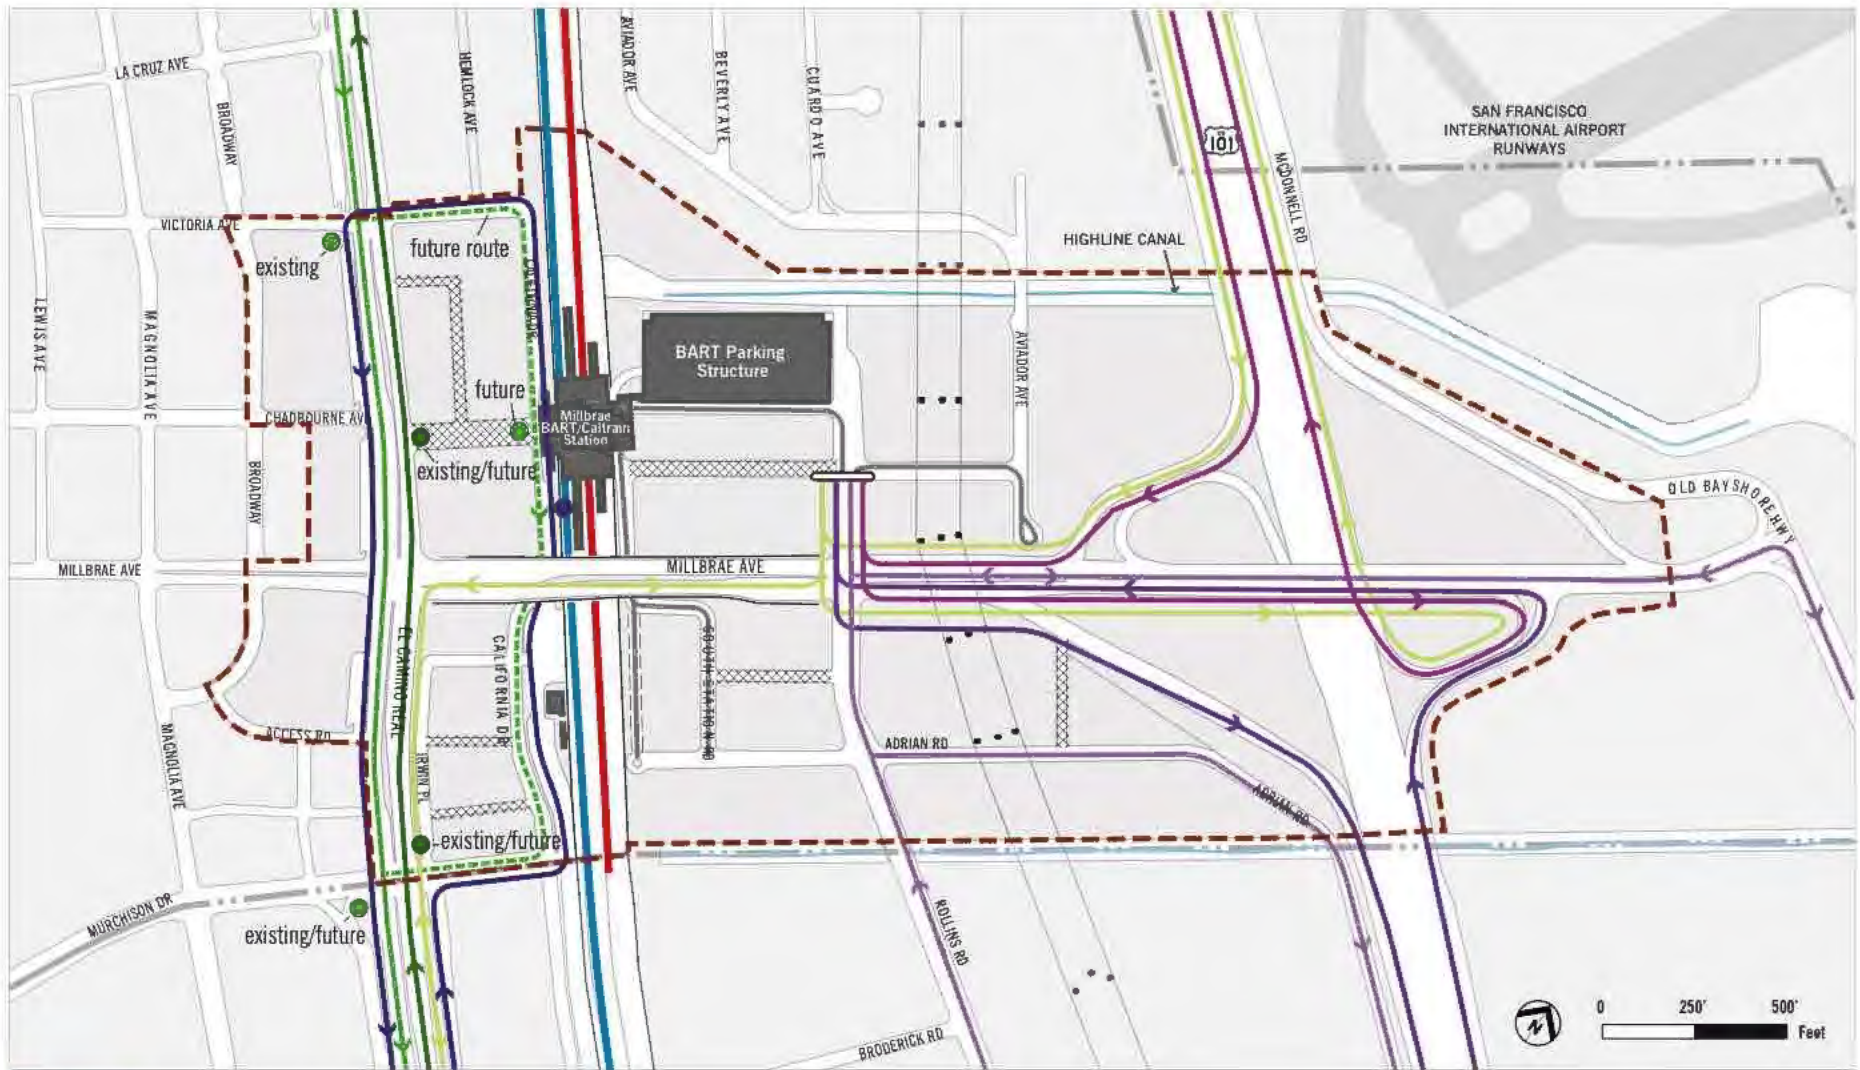 LA CRUZ AVE
BROADWAY
HEMLOCK AVE
AVIADOR AVE
BEVERLY AVE
CUARDO AVE
101
MCDONNELL RD
SAN FRANCISCO
INTERNATIONAL AIRPORT
RUNWAYS
VICTORIA AVE
existing
future route
HIGHLINE CANAL
LEWIS AVE
MAGNOLIA AVE
BART Parking
Structure
AVIADOR AVE
future
CHADBOURNE AV
Millbrae
BART/Caltrain
Station
existing/future
BROADWAY
OLD BAYSHORE HWY
MILLBRAE AVE
MILLBRAE AVE
EL CAMINO REAL
CALIFORNIA DR
SOUTH STATION RD
ACCESS RD
MAGNOLIA AVE
IRWIN PL
ADRIAN RD
ADRIAN RD
existing/future
MURCHISON DR
existing/future
ROLLINS RD
BRODERICK RD
N
0 250' 500'
Feet